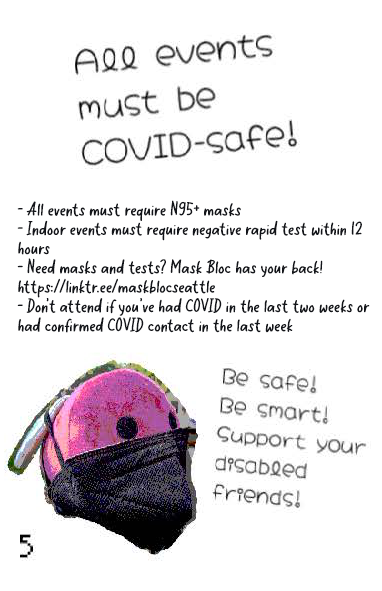 All events
must be
COVID-safe!
- All events must require N95+ masks
- Indoor events must require negative rapid test within 12
hours
- Need masks and tests? Mask Bloc has your back!
https://linktr.ee/maskblocseattle
- Don't attend if you've had COVID in the last two weeks or
had confirmed COVID contact in the last week
Be safe!
Be smart!
Support your
disabled
friends!
5